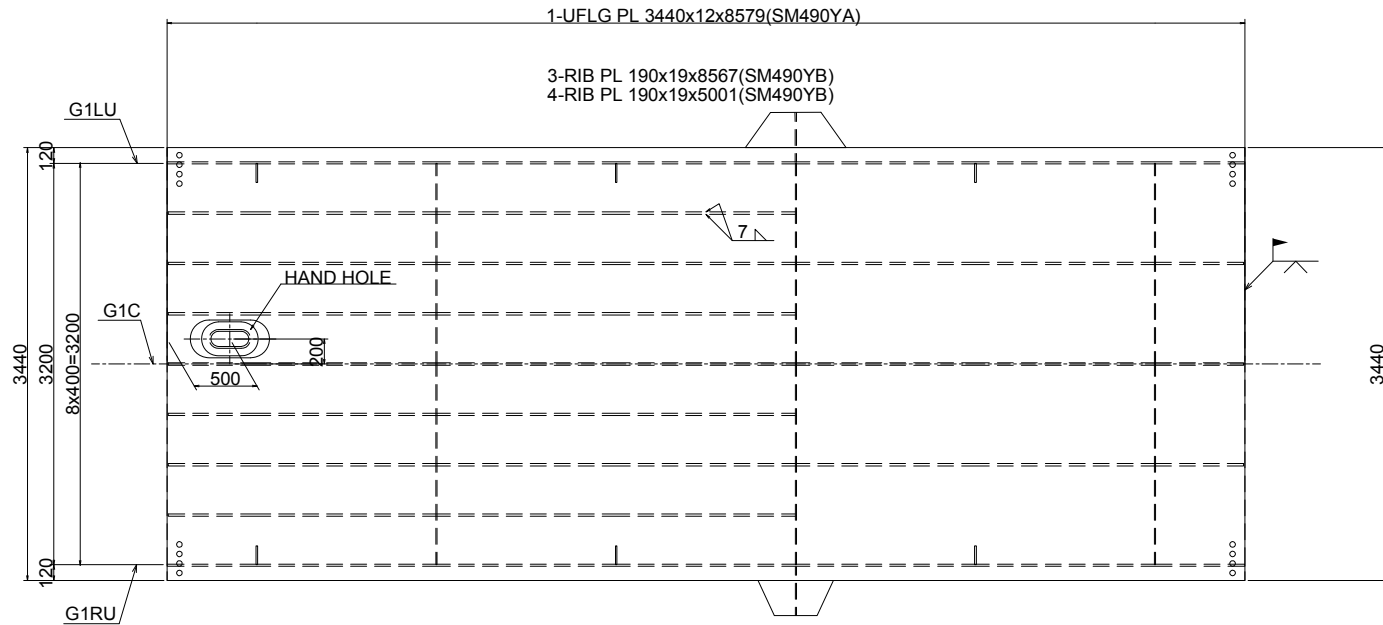 1-UFLG PL 3440x12x8579(SM490YA)
3-RIB PL 190x19x8567(SM490YB)
4-RIB PL 190x19x5001(SM490YB)
G1LU
120
7
HAND HOLE
G1C
200
500
3440
3200
8x400=3200
3440
120
G1RU